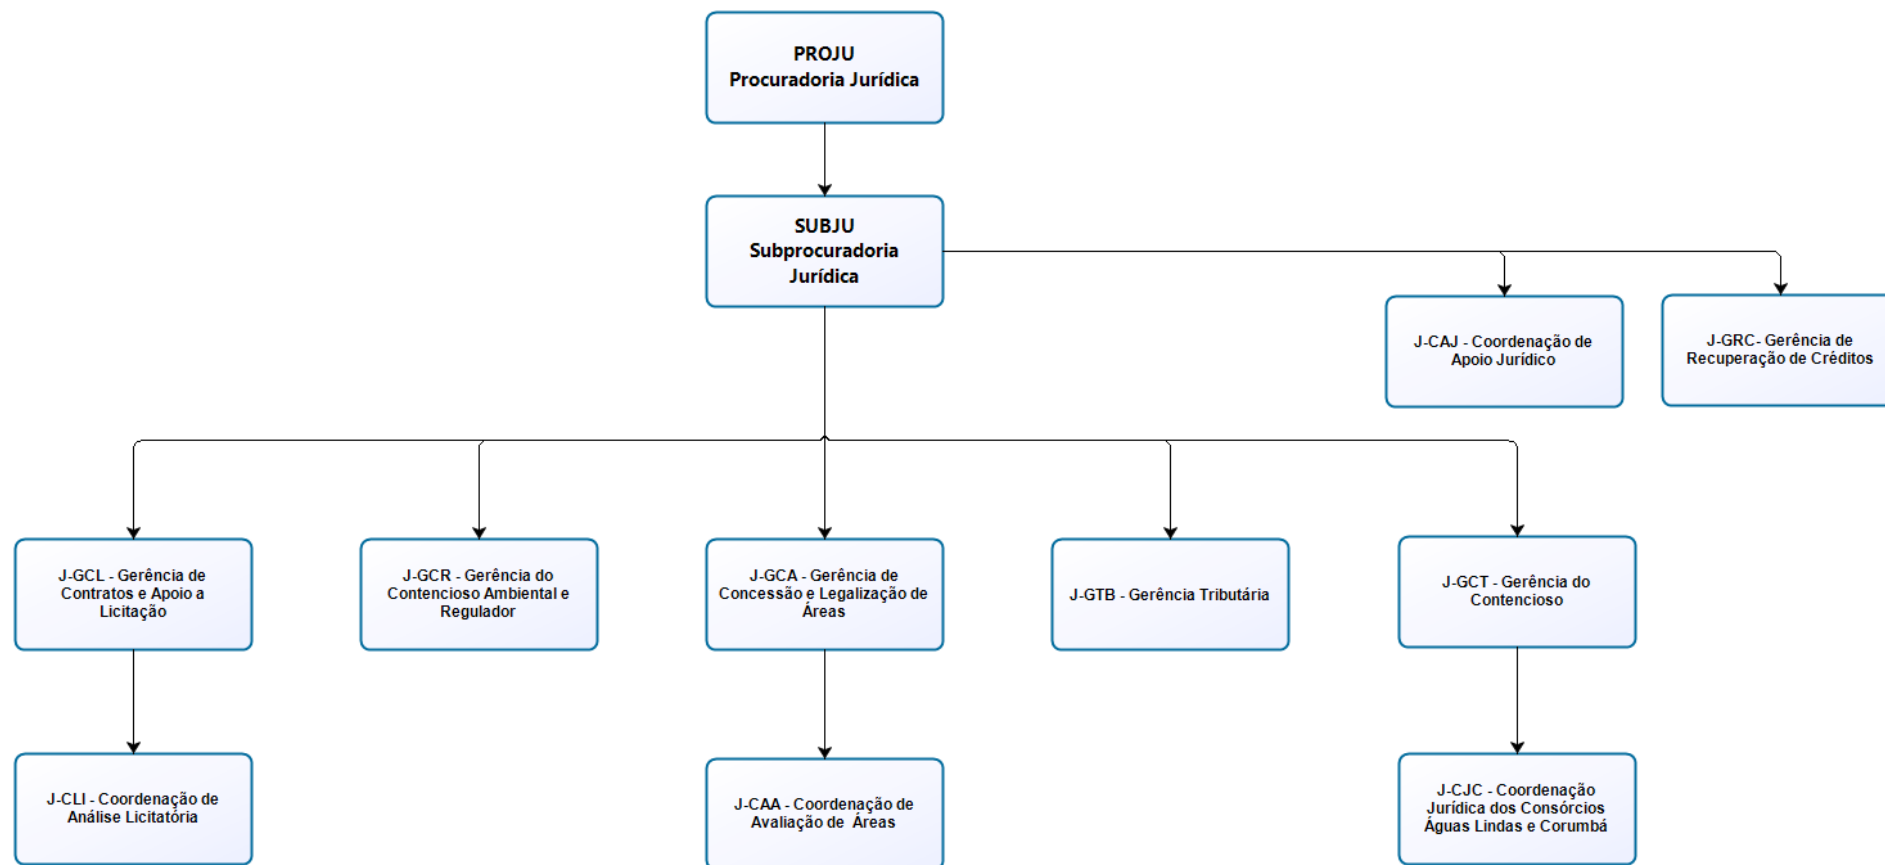 PROJU
Procuradoria Jurídica
SUBJU
Subprocuradoria
Jurídica
J-CAJ - Coordenação de
Apoio Jurídico
J-GRC- Gerência de
Recuperação de Créditos
J-GCL - Gerência de
Contratos e Apoio a
Licitação
J-GCR - Gerência do
Contencioso Ambiental e
Regulador
J-GCA - Gerência de
Concessão e Legalização de
Áreas
J-GTB - Gerência Tributária
J-GCT - Gerência do
Contencioso
J-CLI - Coordenação de
Análise Licitatória
J-CAA - Coordenação de
Avaliação de  Áreas
J-CJC - Coordenação
Jurídica dos Consórcios
Águas Lindas e Corumbá